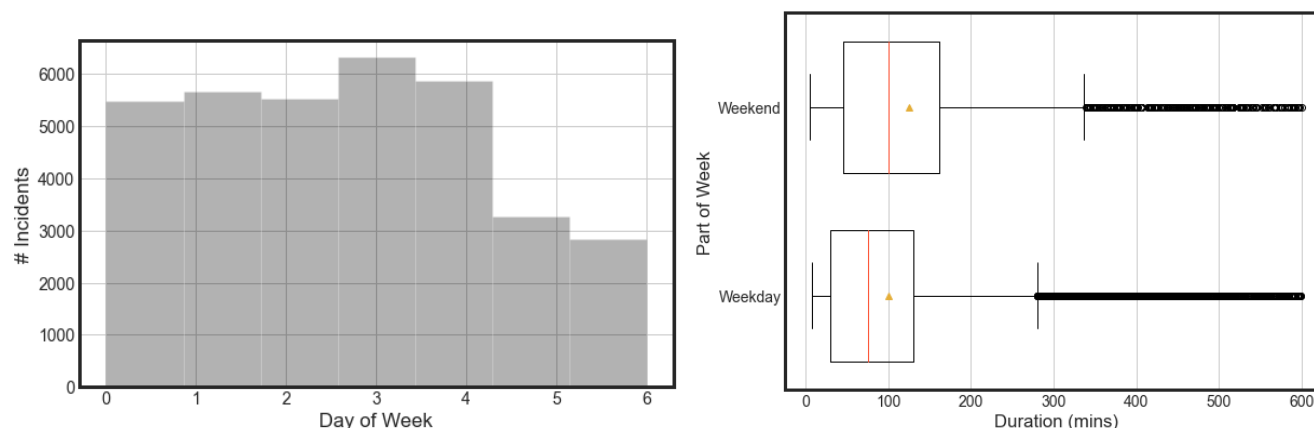 # Incidents
6000
5000
4000
3000
2000
1000
0
0 1 2 3 4 5 6
Day of Week
Part of Week
Weekend
Weekday
0 100 200 300 400 500 600
Duration (mins)